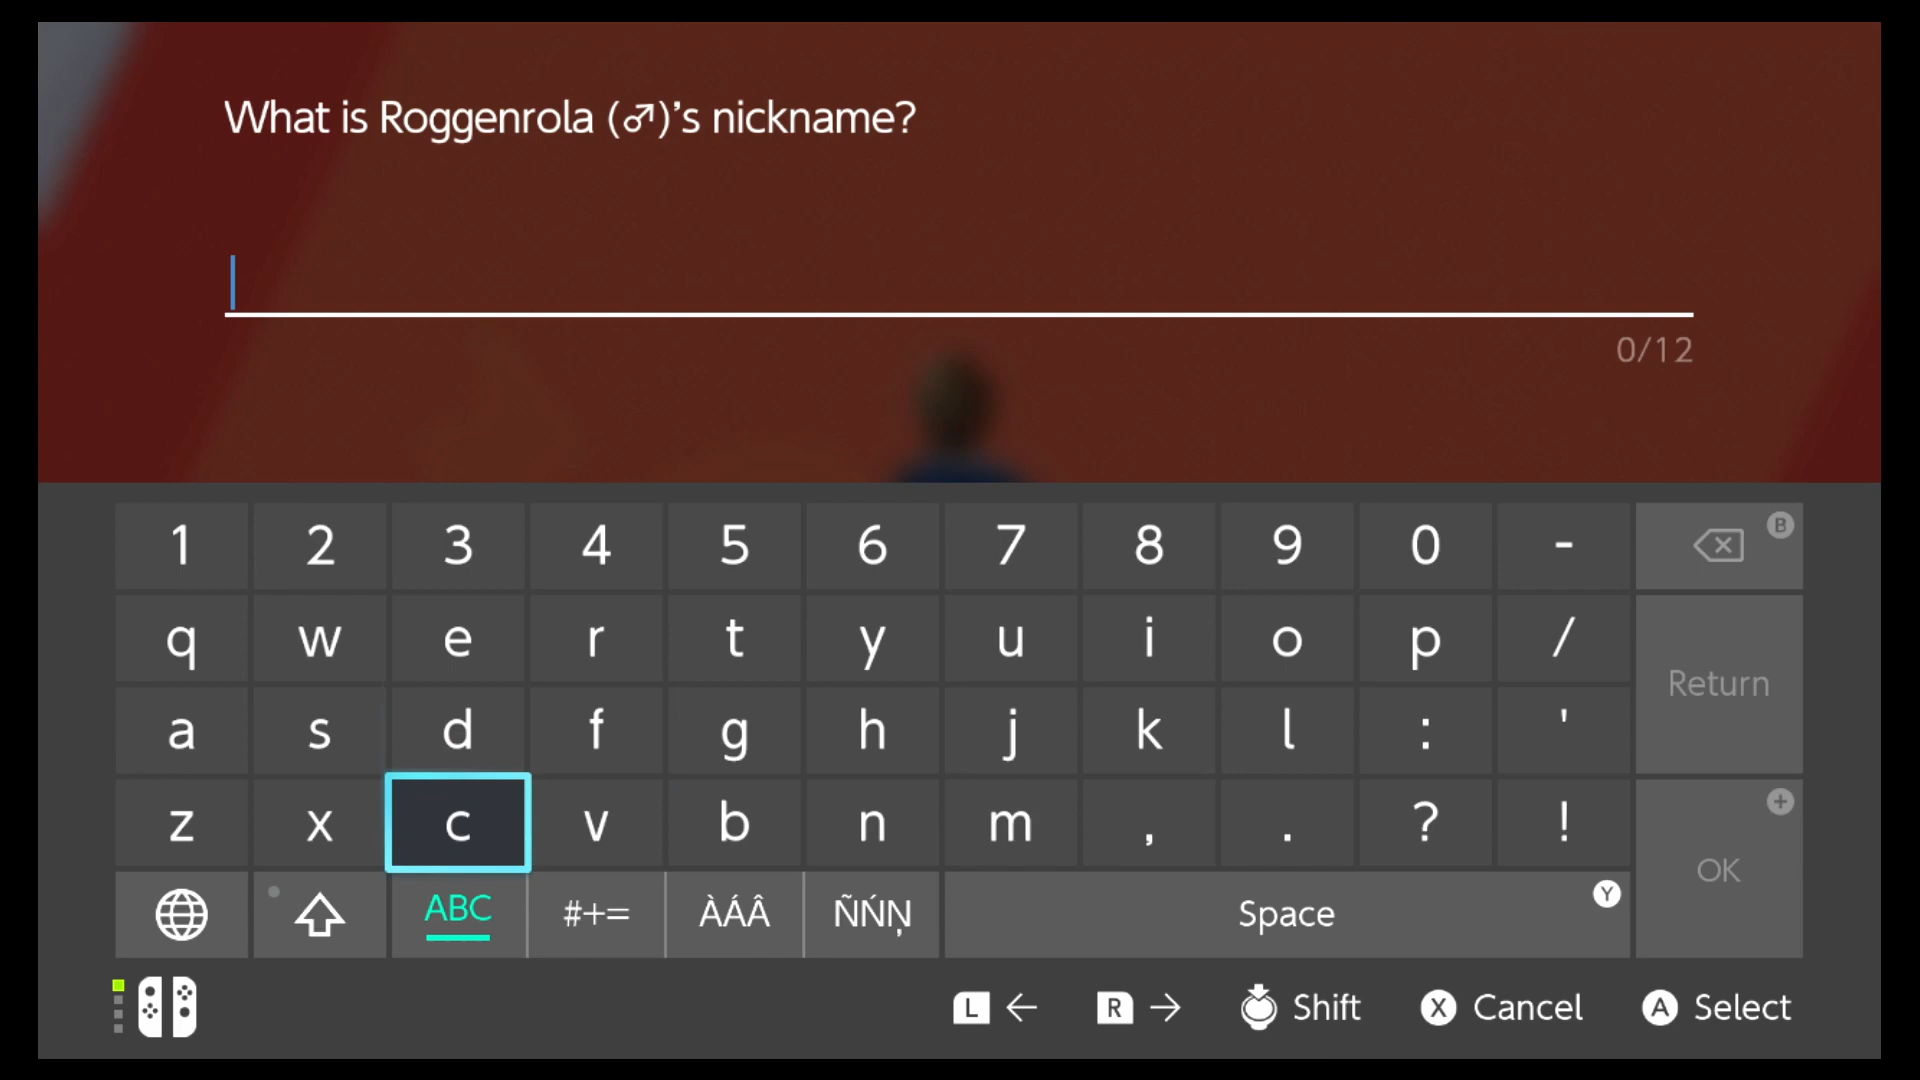 What is Roggenrola (♂)'s nickname?
0/12
1 2 3 4 5 6 7 8 9 0 - B
q w e r t y u i o p /
Return
a s d f g h j k l : '
z x c v b n m , . ? ! +
OK
ABC #+= ÀÁÂ ÑŃŅ Space Y
L ← R → Shift X Cancel A Select